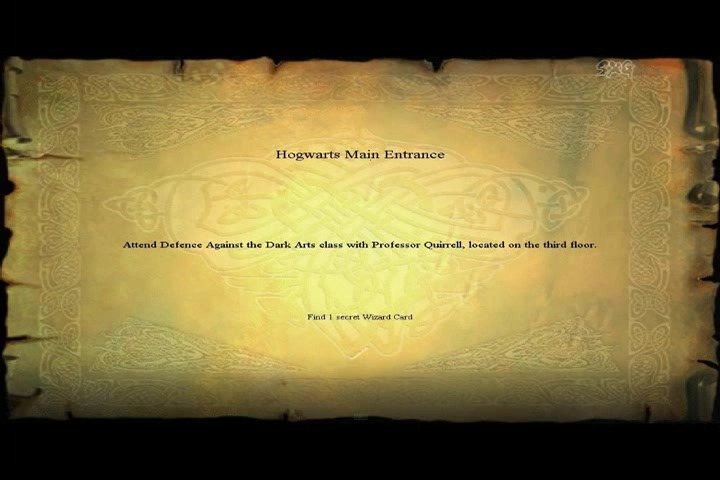 Hogwarts Main Entrance
Attend Defence Against the Dark Arts class with Professor Quirrell, located on the third floor.
Find 1 secret Wizard Card